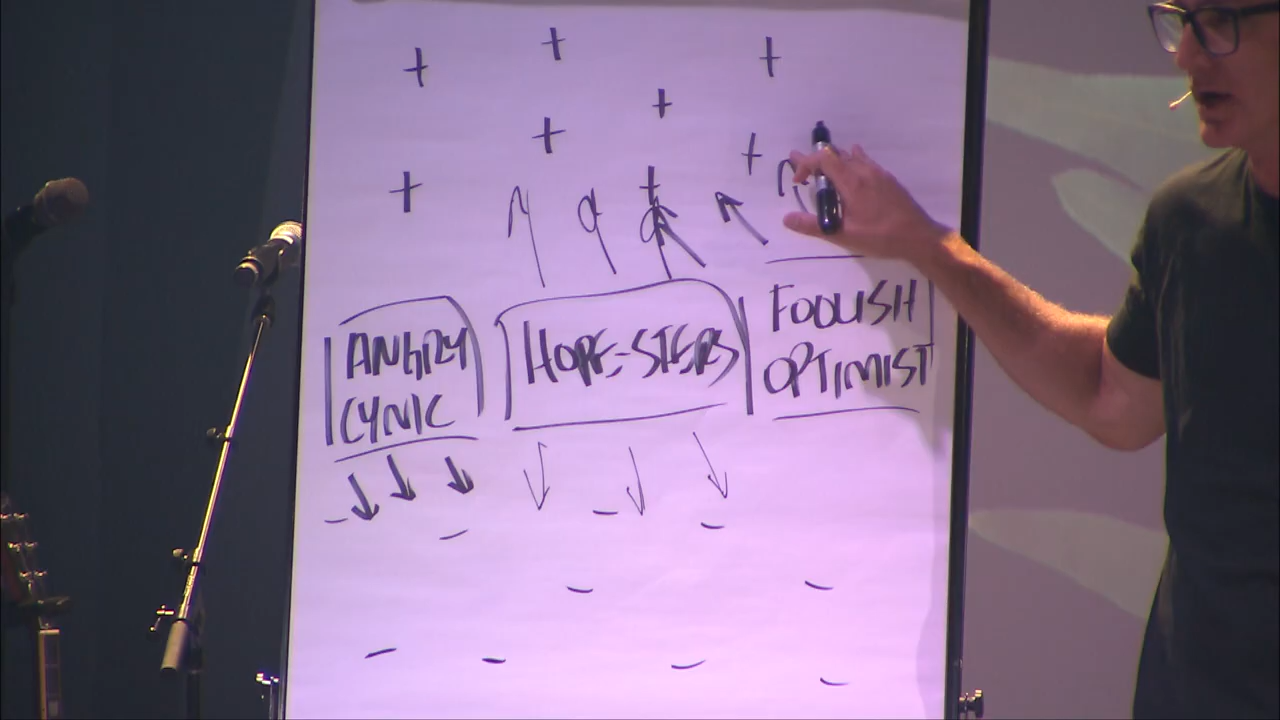 + + +
+
+ +
+ +
ANGRY
CYNIC
HOPE-STERS
FOOLISH
OPTIMIST
- - -
-
- -
- - -
-